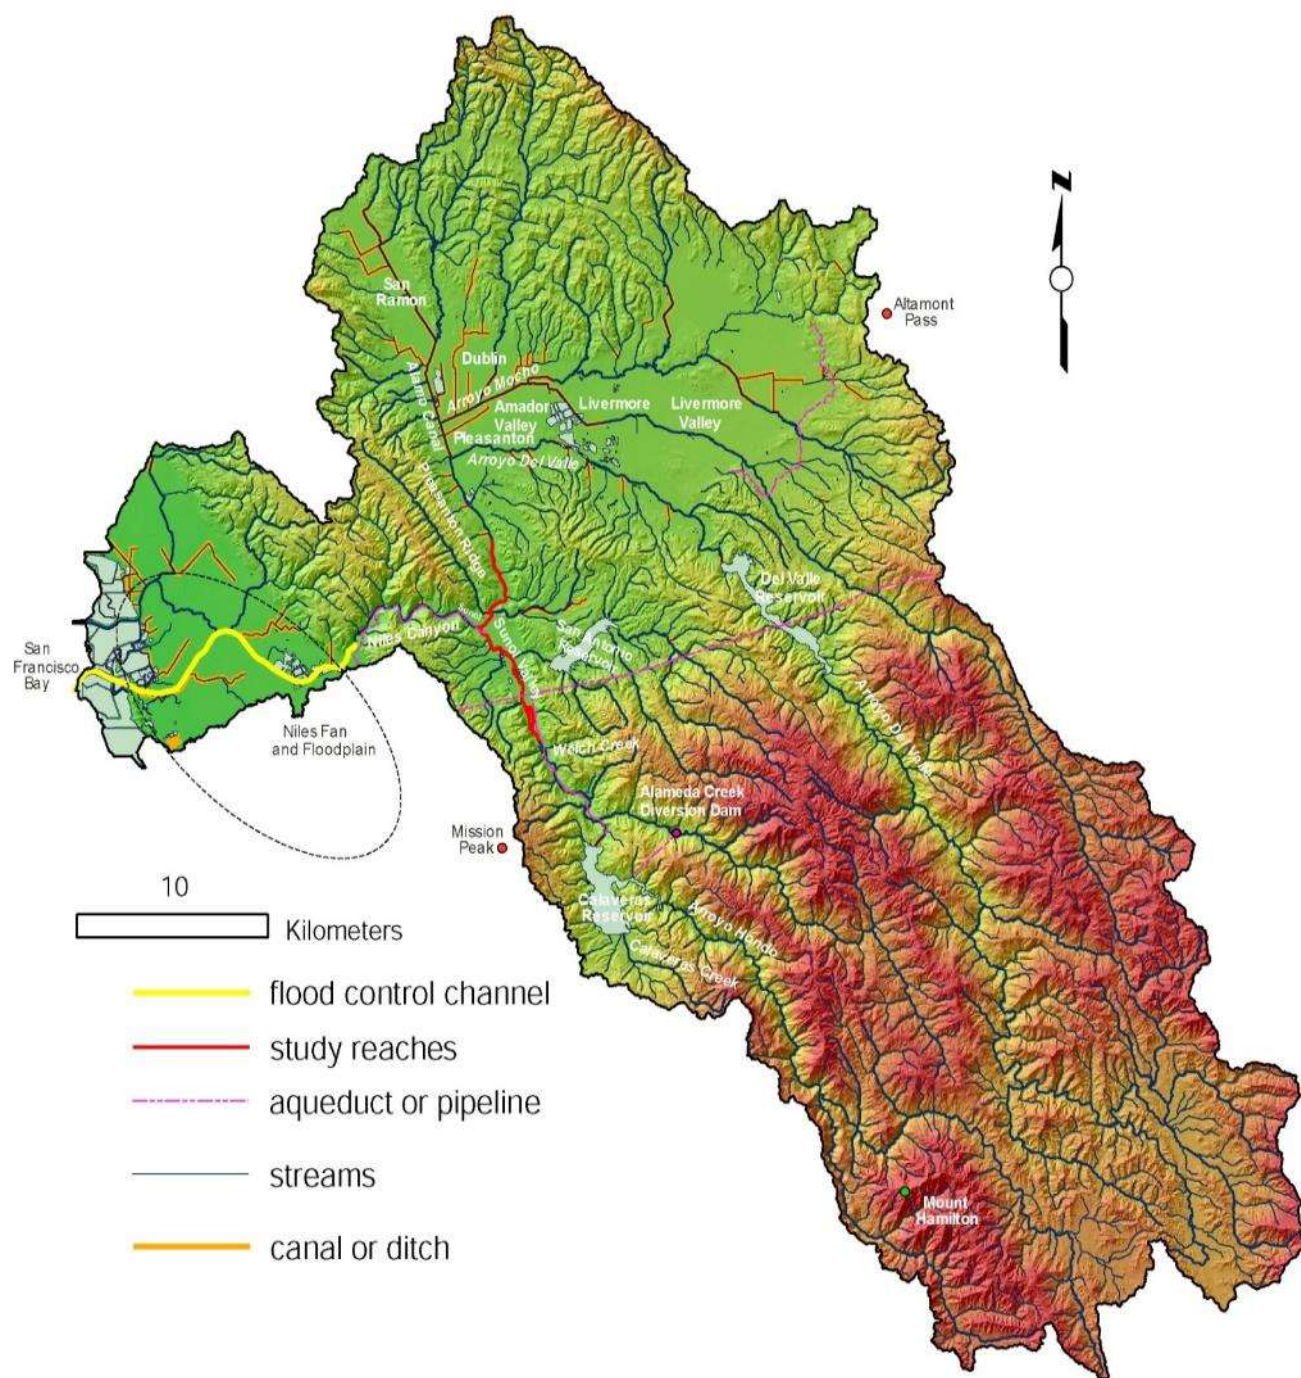 N
Altamont
Pass
San
Ramon
Dublin
Alamo Canal
Arroyo Mocho
Amador
Valley
Livermore
Livermore
Valley
Pleasanton
Arroyo Del Valle
Pleasanton Ridge
Del Valle
Reservoir
San
Francisco
Bay
Niles Canyon
Sunol
Sunol Valley
San Antonio
Reservoir
Niles Fan
and Floodplain
Arroyo Del Valle
Welch Creek
Alameda Creek
Diversion Dam
Mission
Peak
Calaveras
Reservoir
Arroyo Hondo
Calaveras Creek
10
Kilometers
flood control channel
study reaches
aqueduct or pipeline
streams
canal or ditch
Mount
Hamilton